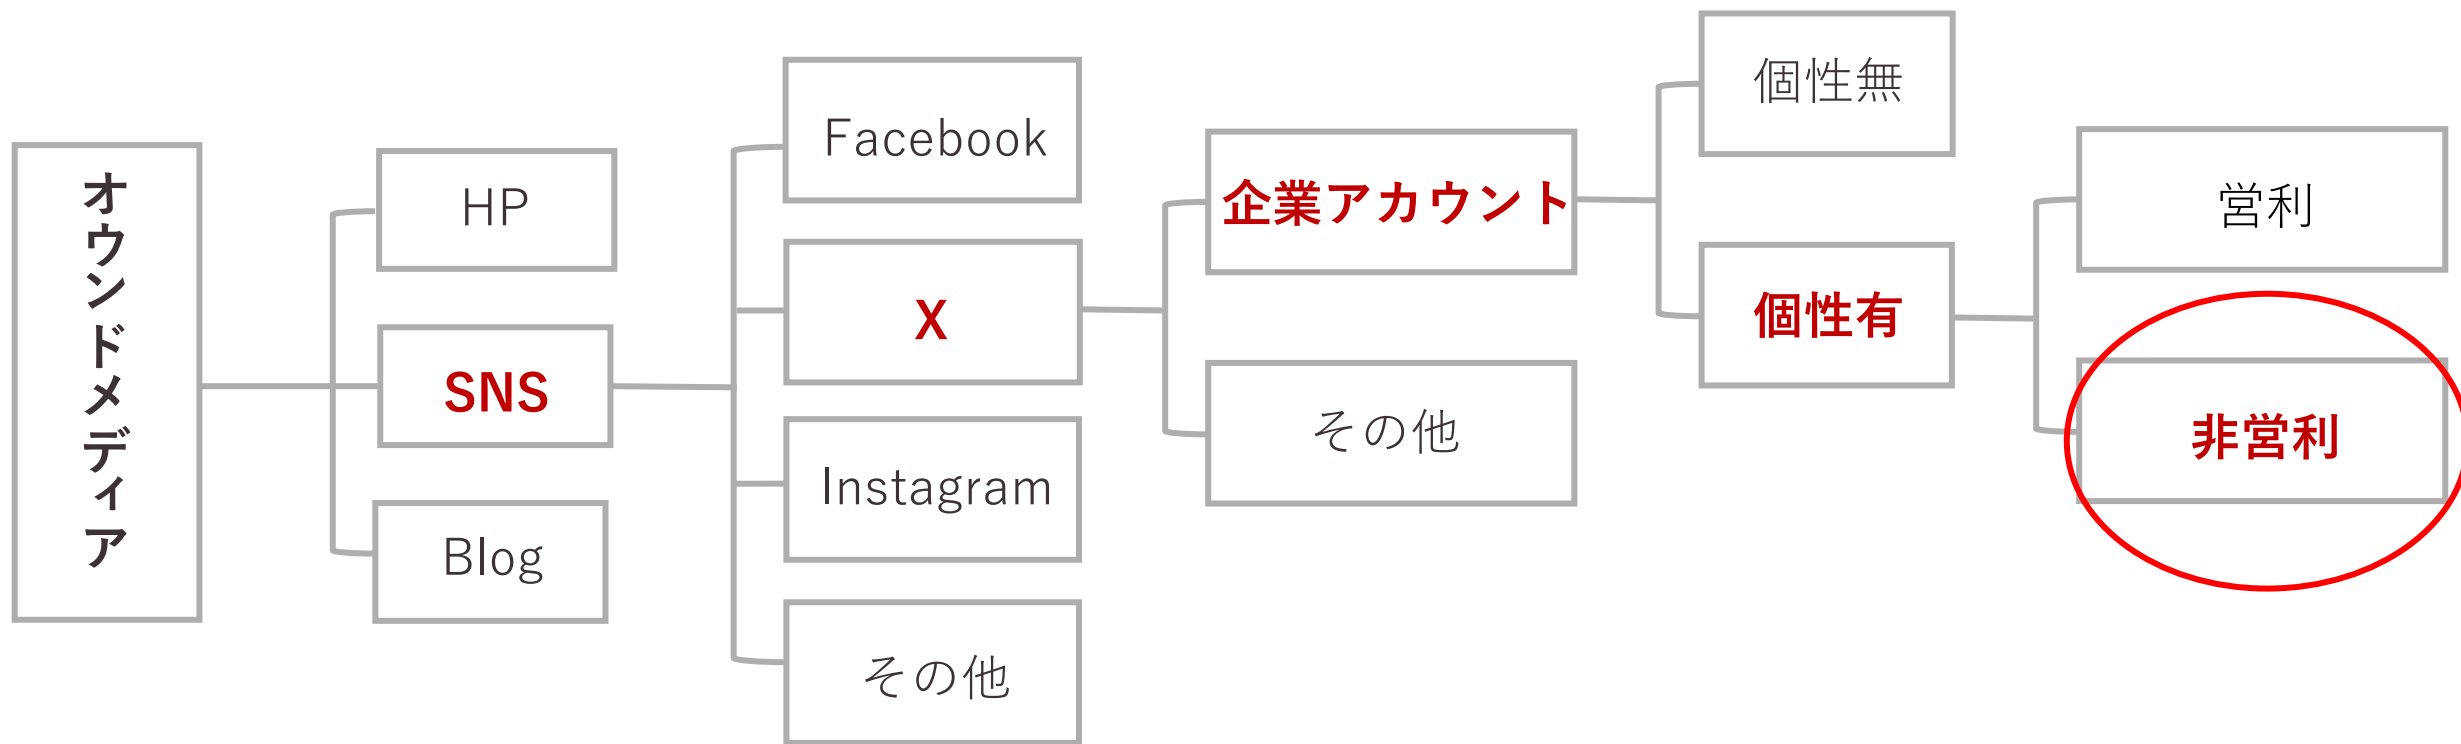 オウンドメディア
HP
SNS
Blog
Facebook
X
Instagram
その他
企業アカウント
その他
個性無
個性有
営利
非営利